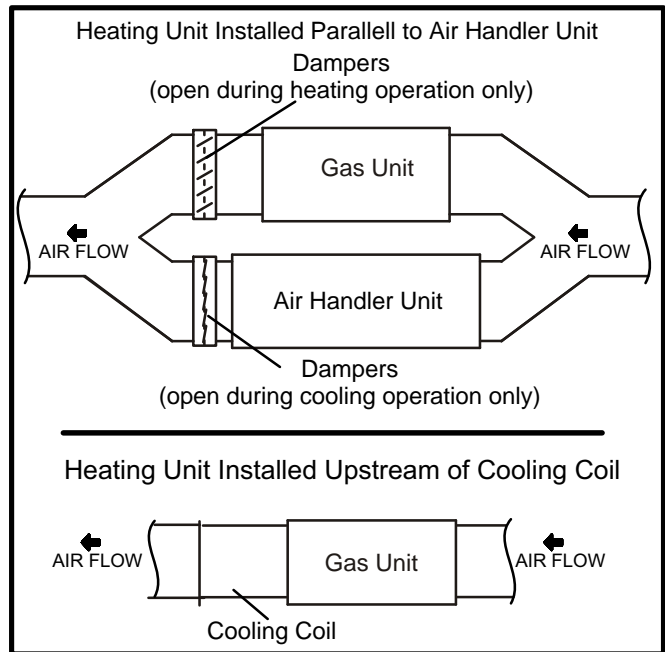 Heating Unit Installed Parallell to Air Handler Unit
Dampers
(open during heating operation only)
Gas Unit
AIR FLOW
AIR FLOW
Air Handler Unit
Dampers
(open during cooling operation only)
Heating Unit Installed Upstream of Cooling Coil
AIR FLOW
Gas Unit
AIR FLOW
Cooling Coil